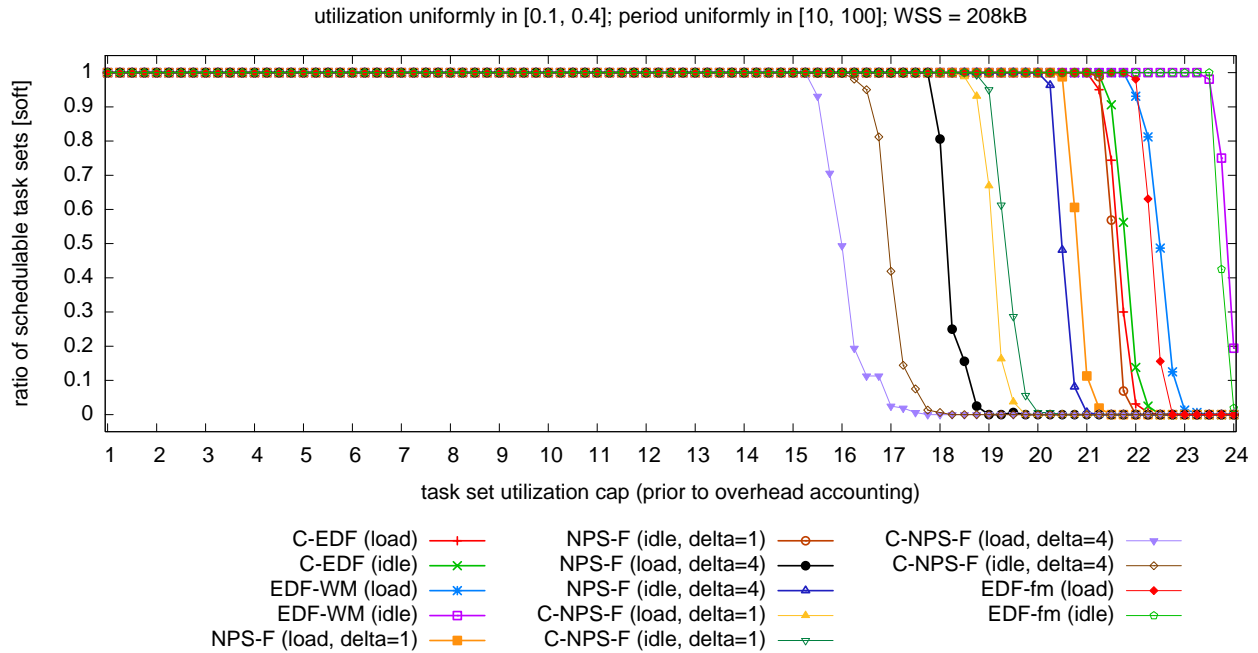 utilization uniformly in [0.1, 0.4]; period uniformly in [10, 100]; WSS = 208kB
ratio of schedulable task sets [soft]
1
0.9
0.8
0.7
0.6
0.5
0.4
0.3
0.2
0.1
0
1 2 3 4 5 6 7 8 9 10 11 12 13 14 15 16 17 18 19 20 21 22 23 24
task set utilization cap (prior to overhead accounting)
C-EDF (load)
C-EDF (idle)
EDF-WM (load)
EDF-WM (idle)
NPS-F (load, delta=1)
NPS-F (idle, delta=1)
NPS-F (load, delta=4)
NPS-F (idle, delta=4)
C-NPS-F (load, delta=1)
C-NPS-F (idle, delta=1)
C-NPS-F (load, delta=4)
C-NPS-F (idle, delta=4)
EDF-fm (load)
EDF-fm (idle)